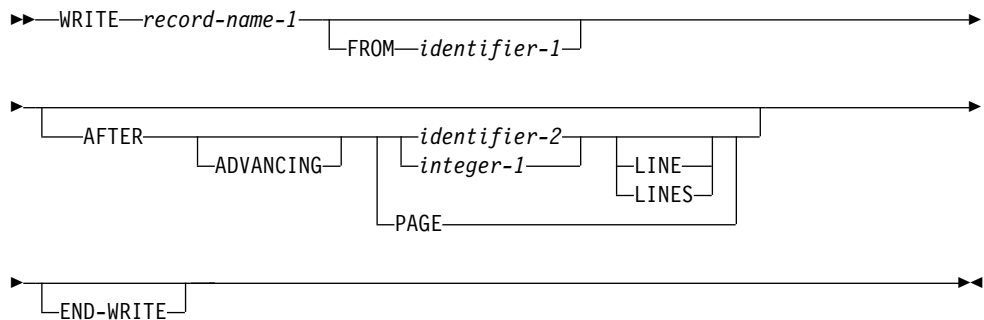 WRITE record-name-1
FROM identifier-1
AFTER identifier-2
ADVANCING integer-1 LINE
LINES
PAGE
END-WRITE